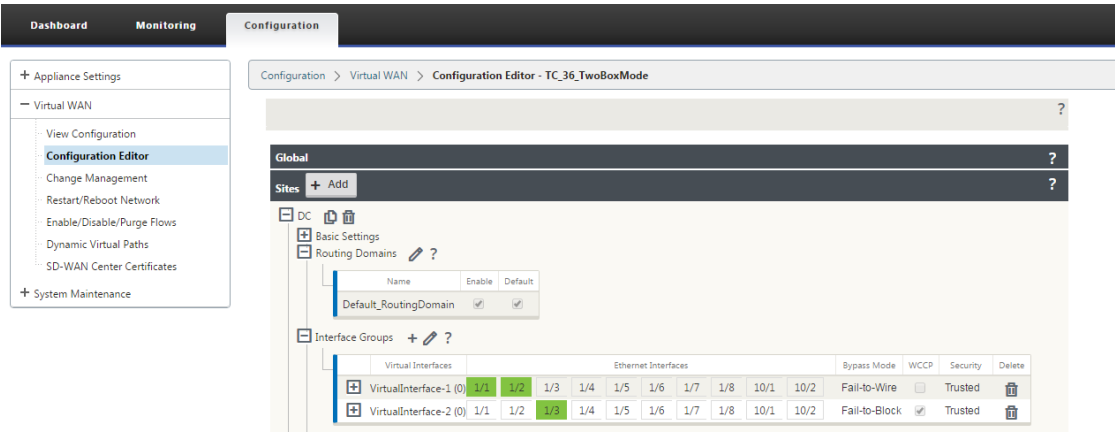 Dashboard Monitoring Configuration
+ Appliance Settings
− Virtual WAN
View Configuration
Configuration Editor
Change Management
Restart/Reboot Network
Enable/Disable/Purge Flows
Dynamic Virtual Paths
SD-WAN Center Certificates
+ System Maintenance
Configuration > Virtual WAN > Configuration Editor - TC_36_TwoBoxMode
?
Global ?
Sites + Add ?
DC
Basic Settings
Routing Domains ?
Name Enable Default
Default_RoutingDomain
Interface Groups + ?
Virtual Interfaces Ethernet Interfaces Bypass Mode WCCP Security Delete
VirtualInterface-1 (0) 1/1 1/2 1/3 1/4 1/5 1/6 1/7 1/8 10/1 10/2 Fail-to-Wire Trusted
VirtualInterface-2 (0) 1/1 1/2 1/3 1/4 1/5 1/6 1/7 1/8 10/1 10/2 Fail-to-Block Trusted